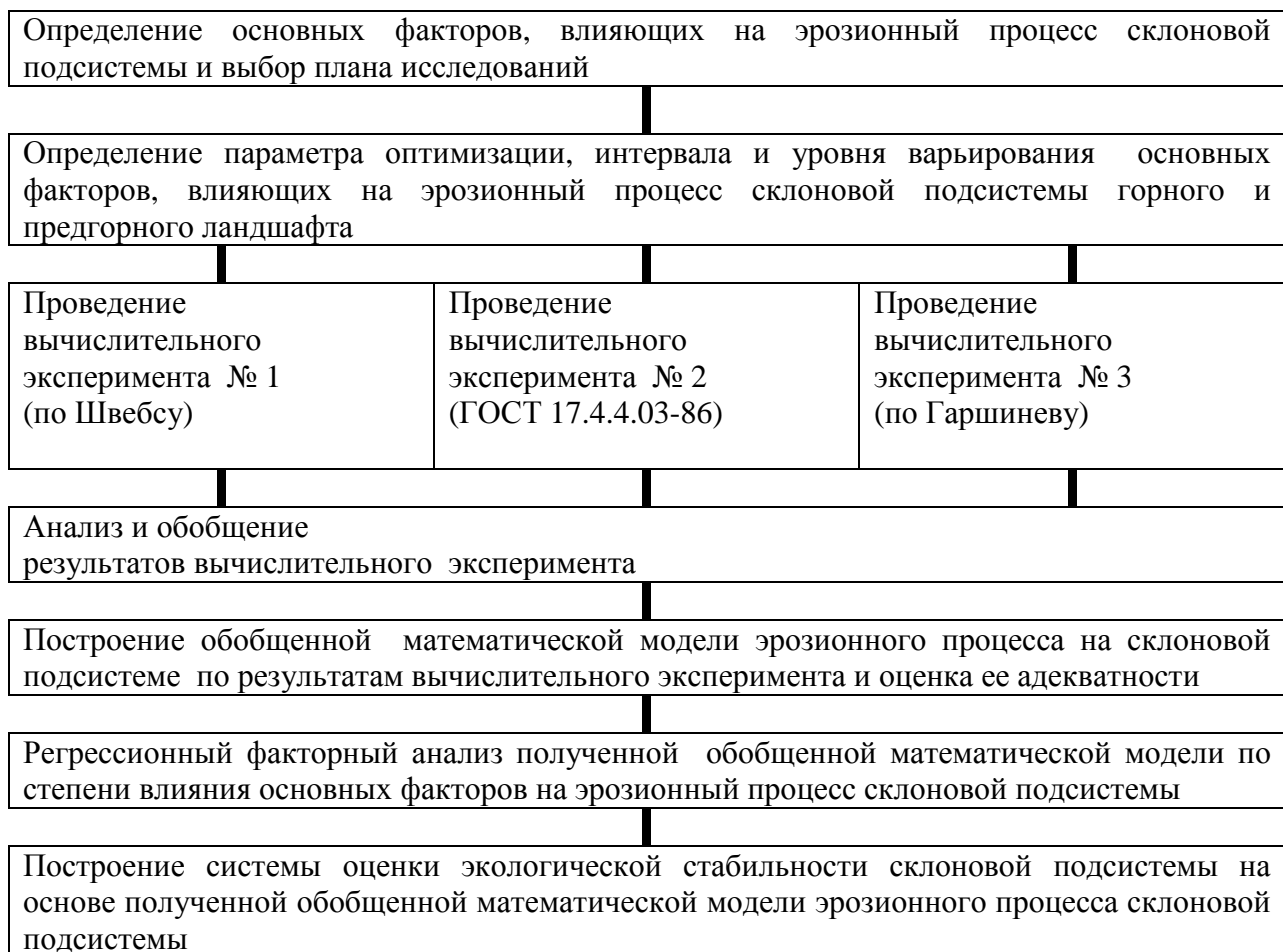 Определение основных факторов, влияющих на эрозионный процесс склоновой
подсистемы и выбор плана исследований
Определение параметра оптимизации, интервала и уровня варьирования основных
факторов, влияющих на эрозионный процесс склоновой подсистемы горного и
предгорного ландшафта
Проведение
вычислительного
эксперимента № 1
(по Швебсу)
Проведение
вычислительного
эксперимента № 2
(ГОСТ 17.4.4.03-86)
Проведение
вычислительного
эксперимента № 3
(по Гаршиневу)
Анализ и обобщение
результатов вычислительного эксперимента
Построение обобщенной математической модели эрозионного процесса на склоновой
подсистеме по результатам вычислительного эксперимента и оценка ее адекватности
Регрессионный факторный анализ полученной обобщенной математической модели по
степени влияния основных факторов на эрозионный процесс склоновой подсистемы
Построение системы оценки экологической стабильности склоновой подсистемы на
основе полученной обобщенной математической модели эрозионного процесса склоновой
подсистемы